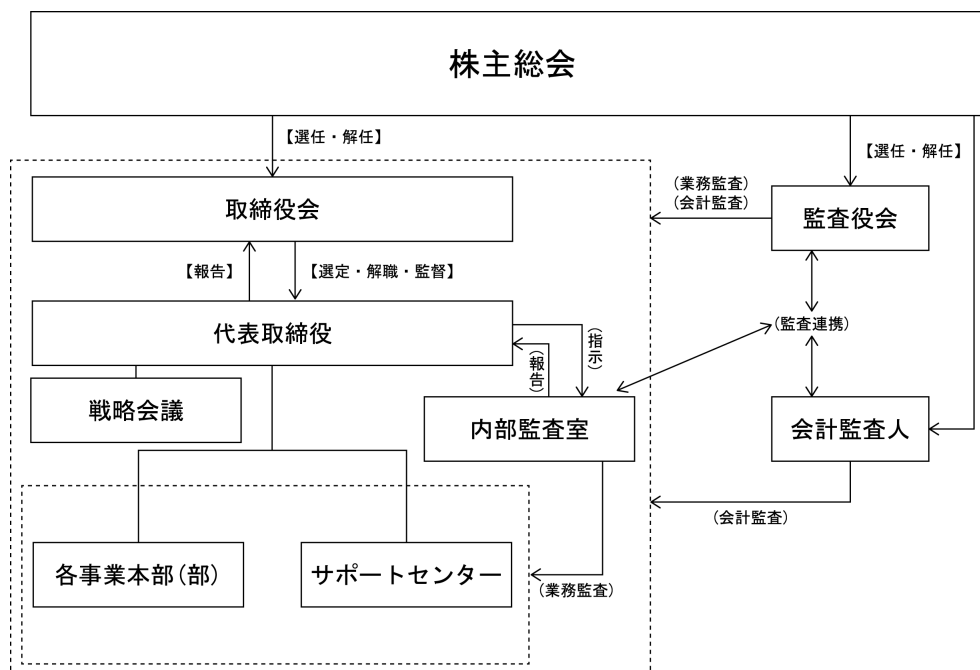 株主総会
【選任・解任】
【選任・解任】
取締役会
(業務監査)
(会計監査)
監査役会
【報告】
【選定・解職・監督】
代表取締役
(指示)
(報告)
(監査連携)
戦略会議
内部監査室
会計監査人
(会計監査)
各事業本部(部)
サポートセンター
(業務監査)